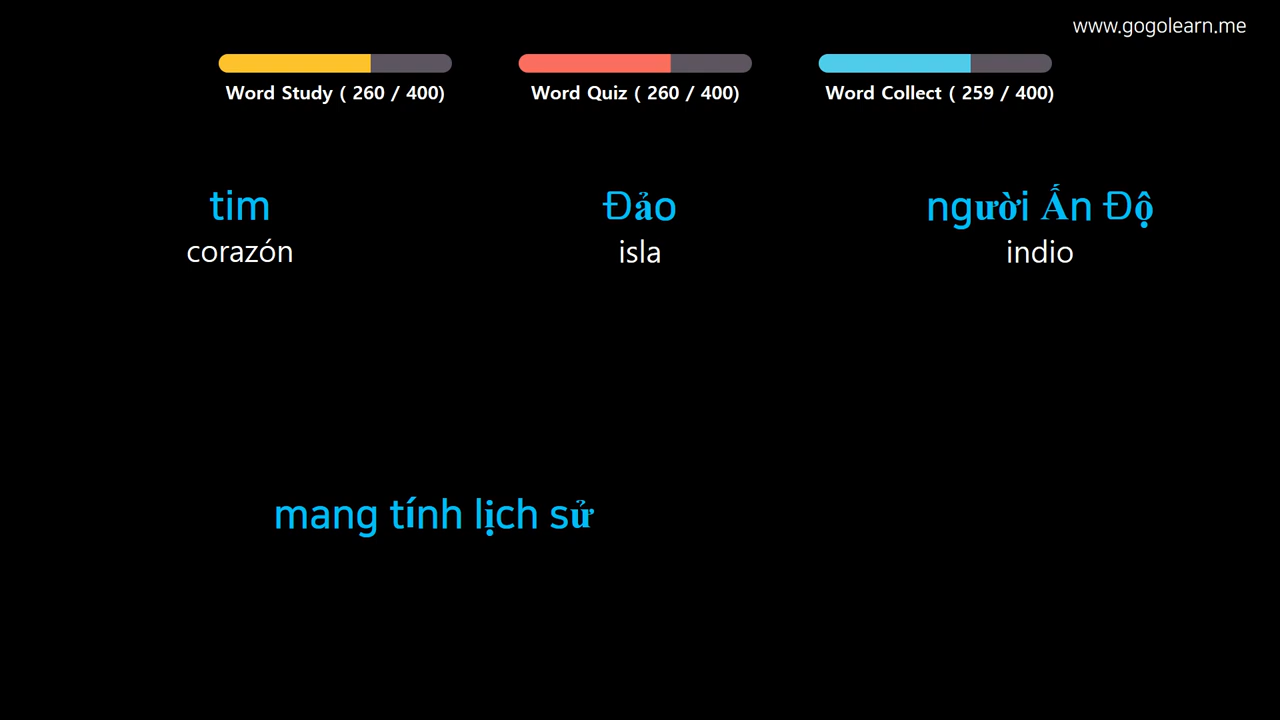 www.gogolearn.me
Word Study ( 260 / 400)
Word Quiz ( 260 / 400)
Word Collect ( 259 / 400)
tim
corazón
Đảo
isla
người Ấn Độ
indio
mang tính lịch sử